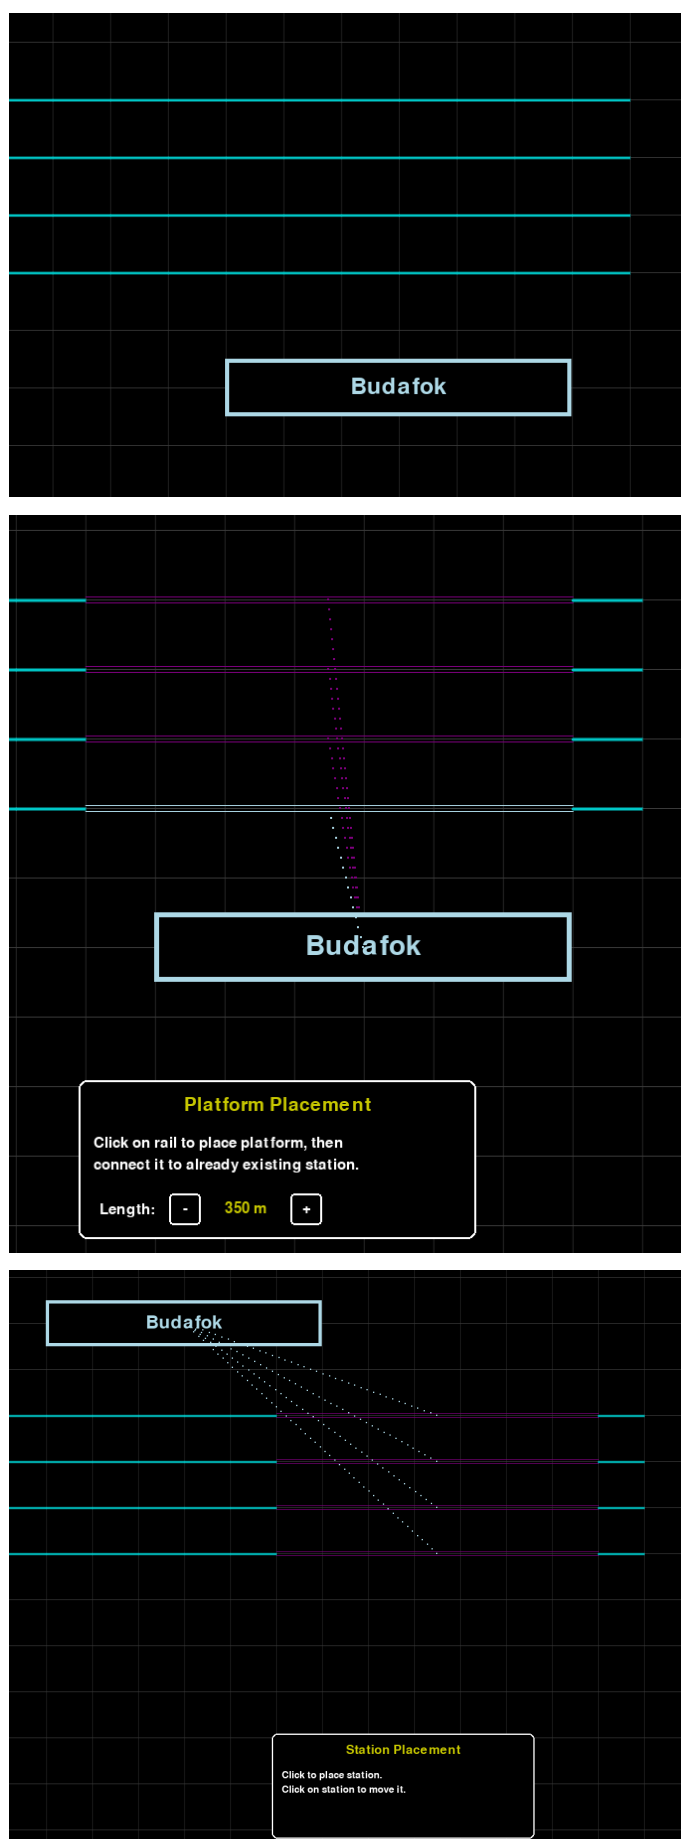 Budafok
Budafok
Platform Placement
Click on rail to place platform, then
connect it to already existing station.
Length: - 350 m +
Budafok
Station Placement
Click to place station.
Click on station to move it.